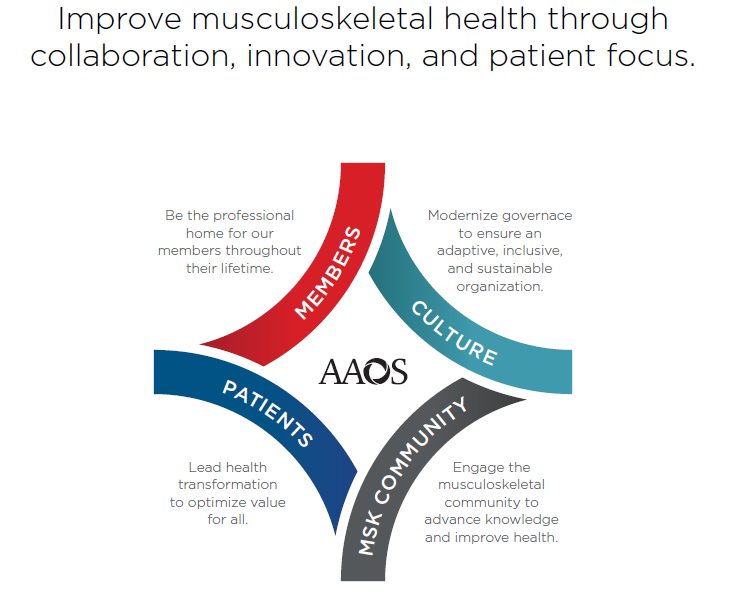 Improve musculoskeletal health through
collaboration, innovation, and patient focus.
Be the professional
home for our
members throughout
their lifetime.
MEMBERS
Modernize governace
to ensure an
adaptive, inclusive,
and sustainable
organization.
CULTURE
AAOS
PATIENTS
Lead health
transformation
to optimize value
for all.
MSK COMMUNITY
Engage the
musculoskeletal
community to
advance knowledge
and improve health.